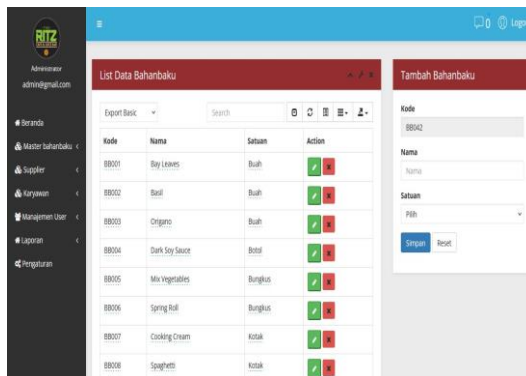 RITZ
Administrator
admin@gmail.com
Beranda
Master bahanbaku
Supplier
Karyawan
Manajemen User
Laporan
Pengaturan
0 Logo
List Data Bahanbaku
Export Basic
Search
Kode Nama Satuan Action
BB001 Bay Leaves Buah
BB002 Basil Buah
BB003 Origano Buah
BB004 Dark Soy Sauce Botol
BB005 Mix Vegetables Bungkus
BB006 Spring Roll Bungkus
BB007 Cooking Cream Kotak
BB008 Spaghetti Kotak
Tambah Bahanbaku
Kode
BB042
Nama
Nama
Satuan
Pilih
Simpan Reset